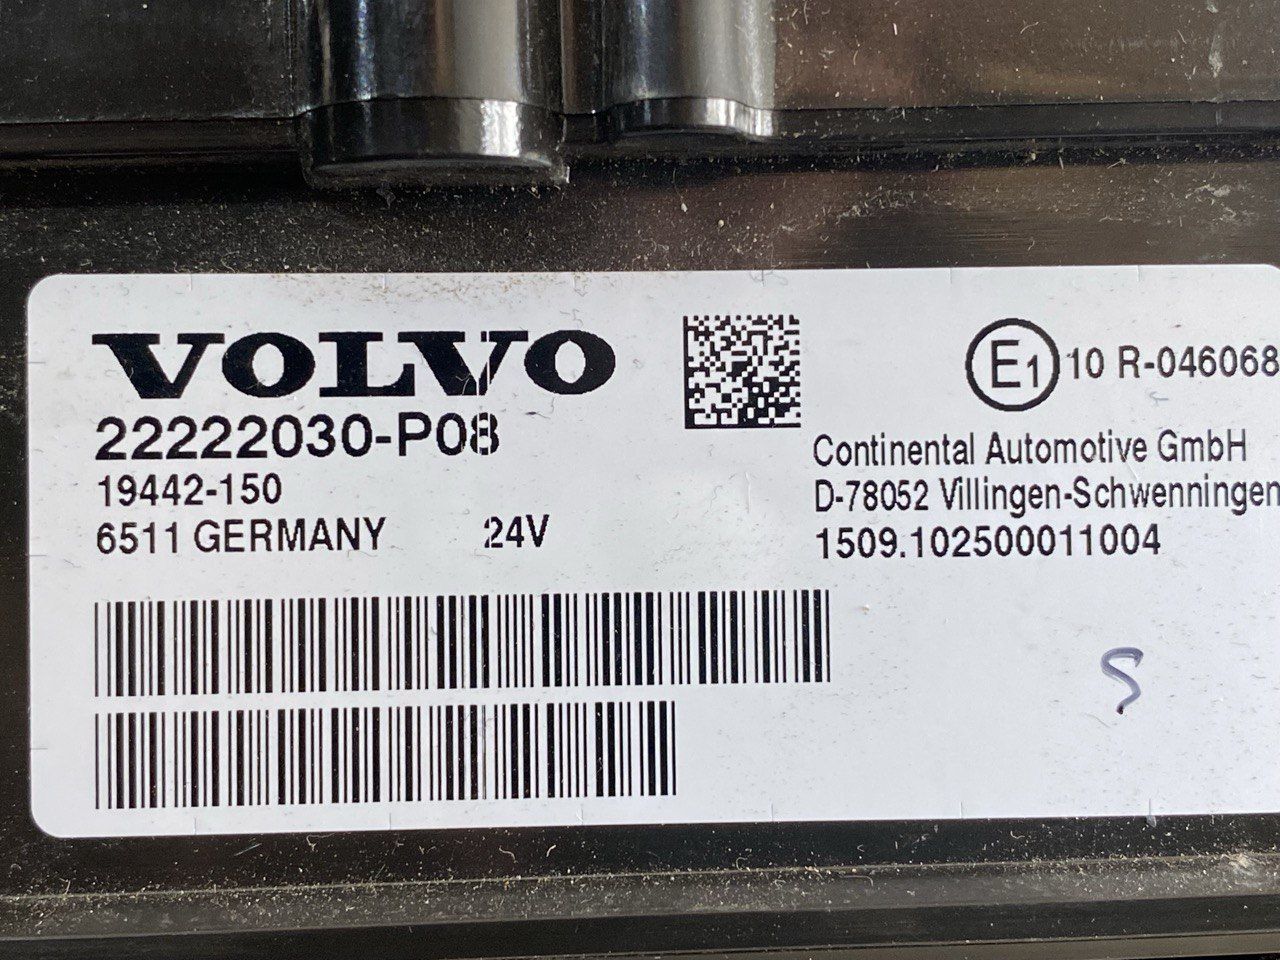 VOLVO
22222030-P08
19442-150
6511 GERMANY 24V
E1 10 R-046068
Continental Automotive GmbH
D-78052 Villingen-Schwenningen
1509.102500011004
S